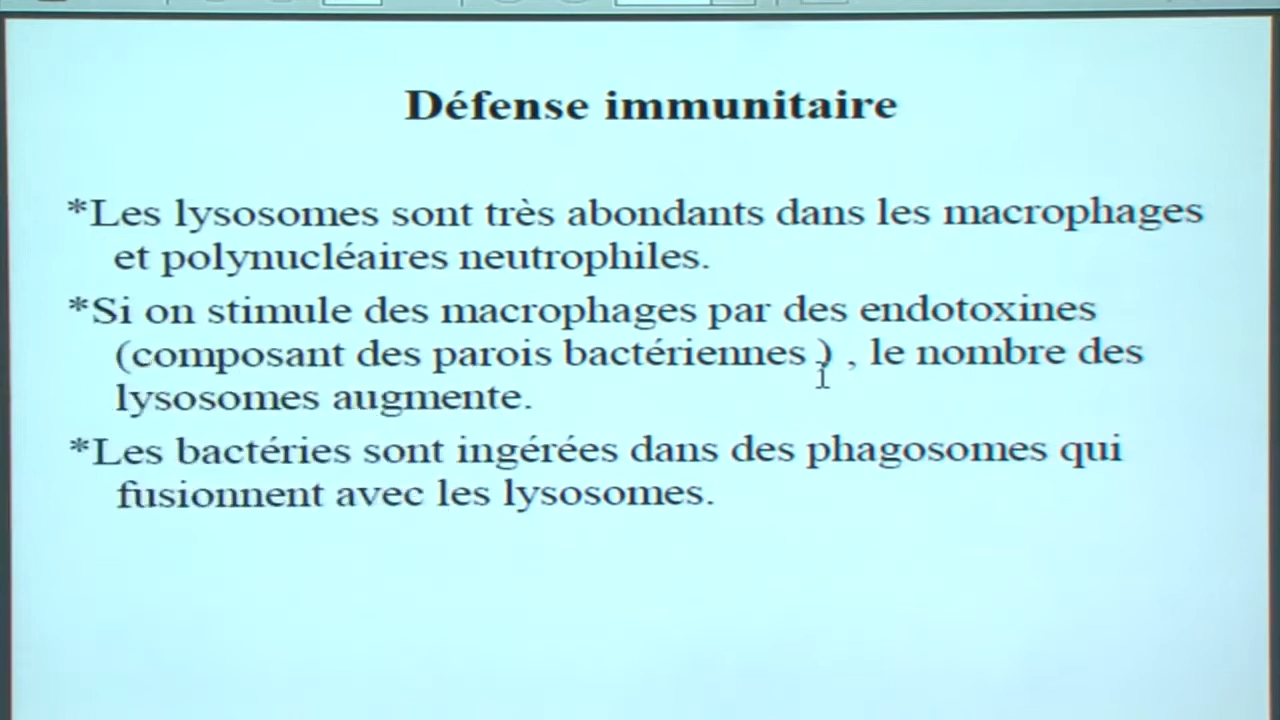 Défense immunitaire
*Les lysosomes sont très abondants dans les macrophages
et polynucléaires neutrophiles.
*Si on stimule des macrophages par des endotoxines
(composant des parois bactériennes ) , le nombre des
lysosomes augmente.
*Les bactéries sont ingérées dans des phagosomes qui
fusionnent avec les lysosomes.